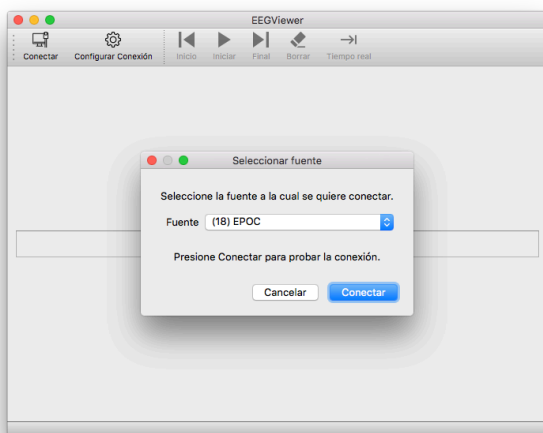 EEGViewer
Conectar Configurar Conexión Inicio Iniciar Final Borrar Tiempo real
Seleccionar fuente
Seleccione la fuente a la cual se quiere conectar.
Fuente (18) EPOC
Presione Conectar para probar la conexión.
Cancelar Conectar